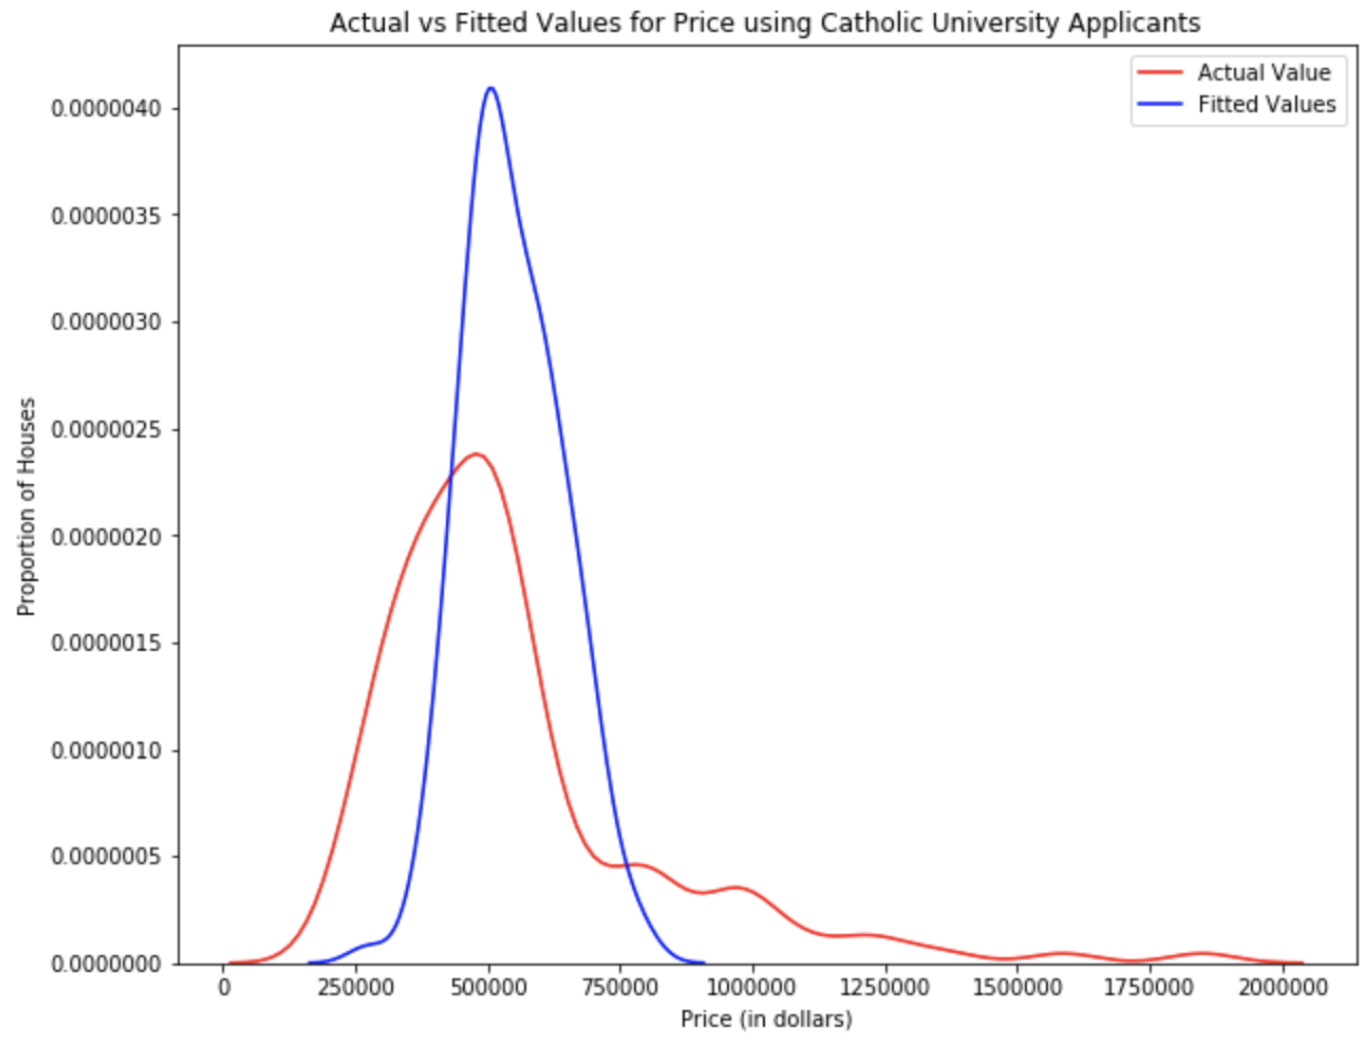 Actual vs Fitted Values for Price using Catholic University Applicants
Actual Value
Fitted Values
0.0000040
0.0000035
0.0000030
0.0000025
0.0000020
0.0000015
0.0000010
0.0000005
0.0000000
Proportion of Houses
0 250000 500000 750000 1000000 1250000 1500000 1750000 2000000
Price (in dollars)